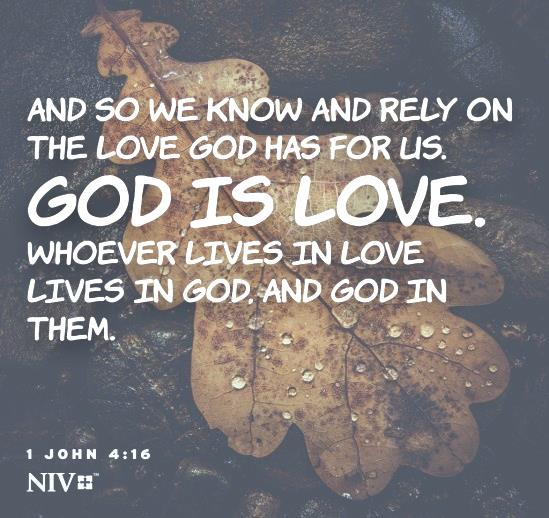 AND SO WE KNOW AND RELY ON
THE LOVE GOD HAS FOR US.
GOD IS LOVE.
WHOEVER LIVES IN LOVE
LIVES IN GOD, AND GOD IN
THEM.
1 JOHN 4:16
NIV™